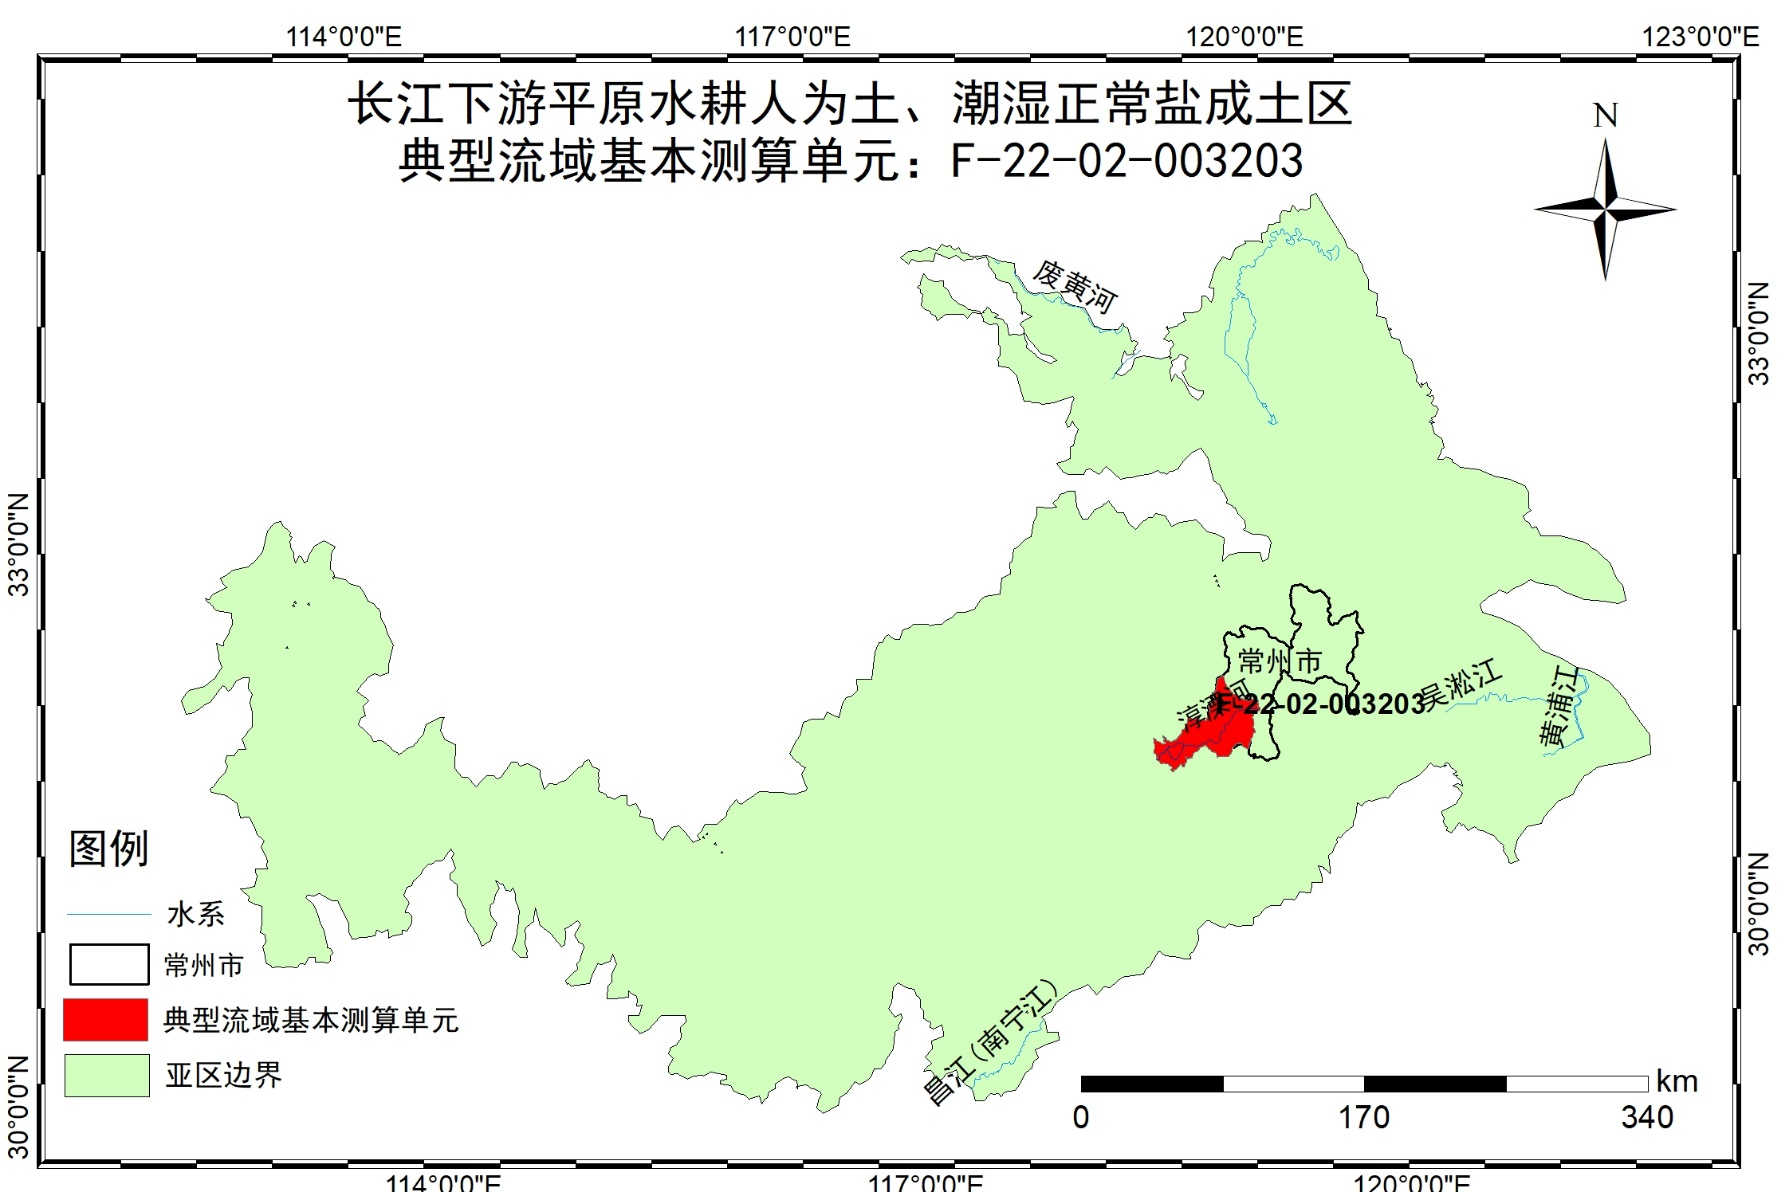 114°0'0"E 117°0'0"E 120°0'0"E 123°0'0"E
长江下游平原水耕人为土、潮湿正常盐成土区
典型流域基本测算单元：F-22-02-003203
N
废黄河
33°0'0"N
33°0'0"N
常州市
淳溧河
F-22-02-003203
吴淞江
黄浦江
图例
水系
常州市
典型流域基本测算单元
亚区边界
30°0'0"N
30°0'0"N
昌江(南宁江)
km
0 170 340
114°0'0"E 117°0'0"E 120°0'0"E